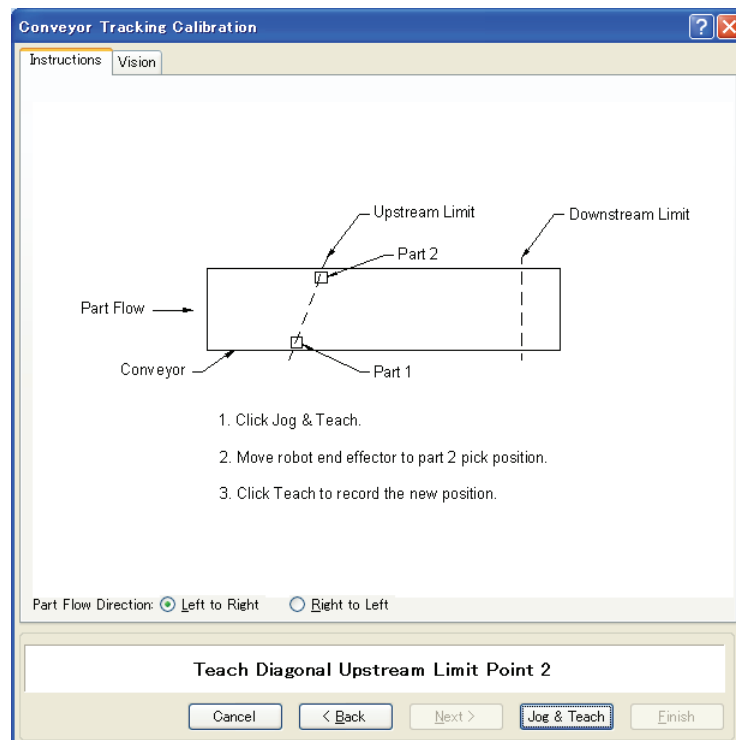 Conveyor Tracking Calibration
Instructions
Vision
Upstream Limit
Downstream Limit
Part 2
Part Flow
Conveyor
Part 1
1. Click Jog & Teach.
2. Move robot end effector to part 2 pick position.
3. Click Teach to record the new position.
Part Flow Direction: Left to Right Right to Left
Teach Diagonal Upstream Limit Point 2
Cancel < Back Next > Jog & Teach Finish